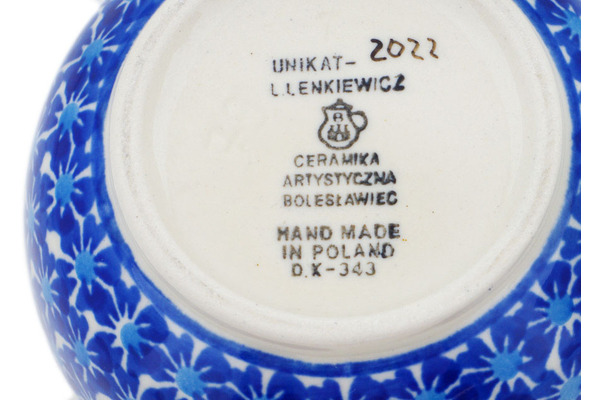 UNIKAT- 2022
L.LENKIEWICZ
B
CERAMIKA
ARTYSTYCZNA
BOLESŁAWIEC
HAND MADE
IN POLAND
D.K-343